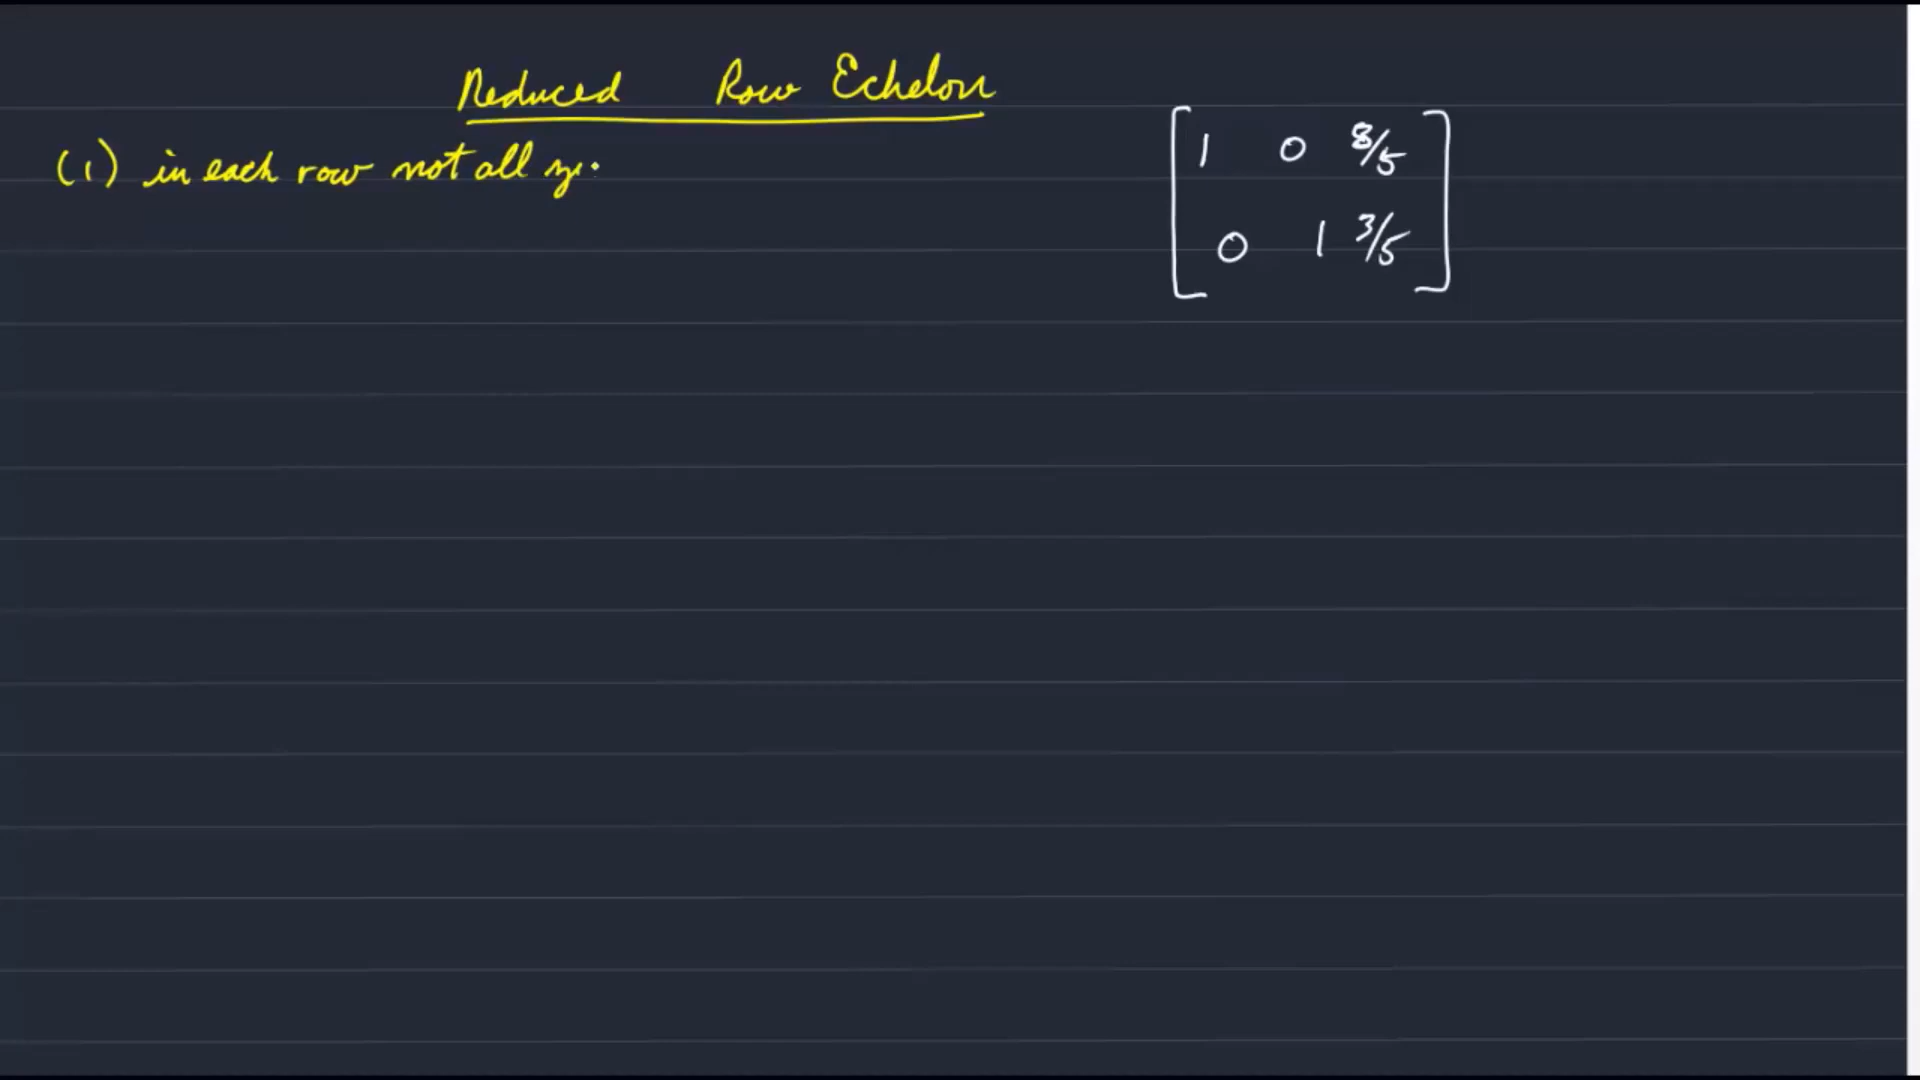 Reduced Row Echelon
(1) in each row not all
1 0 8/5
0 1 3/5